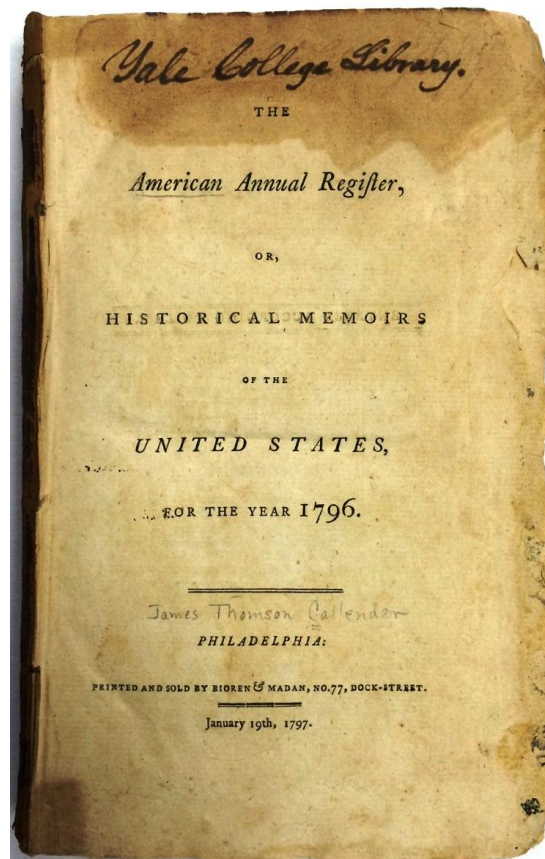 Yale College Library.
THE
American Annual Regiſter,
OR,
HISTORICAL MEMOIRS
OF THE
UNITED STATES,
FOR THE YEAR 1796.
James Thomson Callender
PHILADELPHIA:
PRINTED AND SOLD BY BIOREN & MADAN, NO.77, DOCK-STREET.
January 19th, 1797.